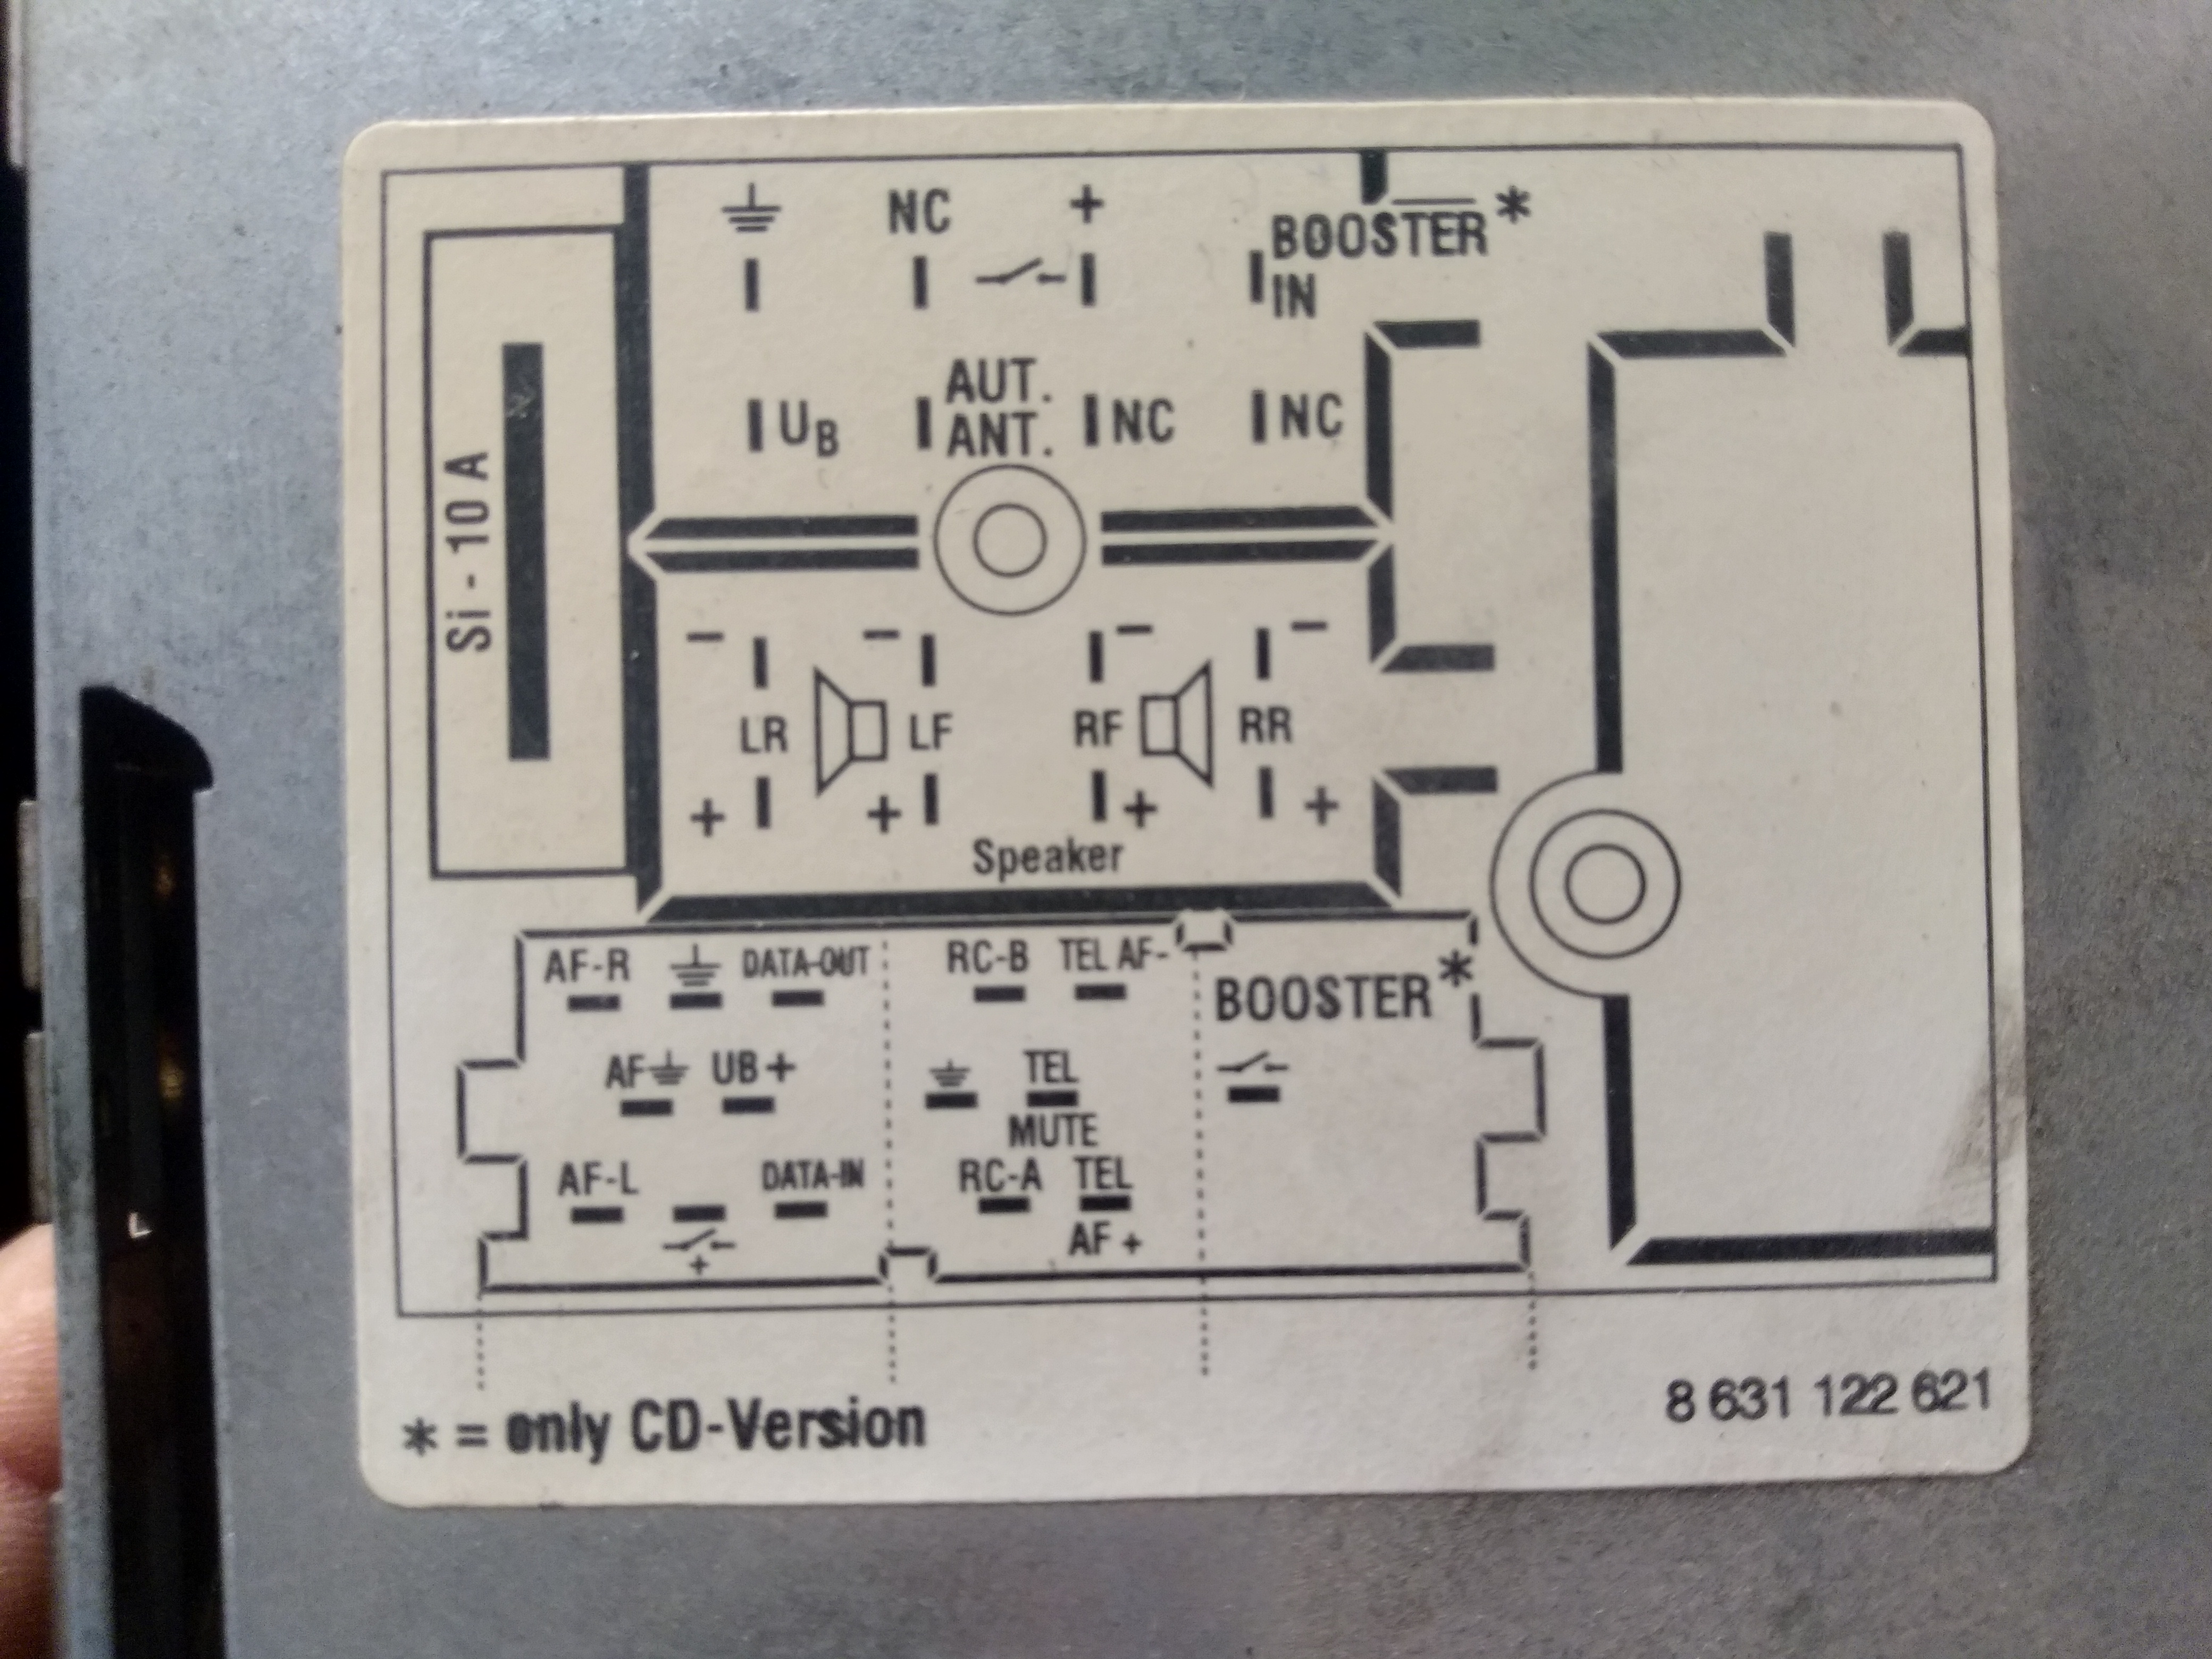 NC +
BOOSTER *
IN
Si - 10 A
UB
AUT.
ANT.
NC
NC
- - - -
LR LF RF RR
+ + + +
Speaker
AF-R DATA-OUT RC-B TEL AF-
BOOSTER *
AF UB + TEL
MUTE
AF-L DATA-IN RC-A TEL
+ AF +
* = only CD-Version
8 631 122 621